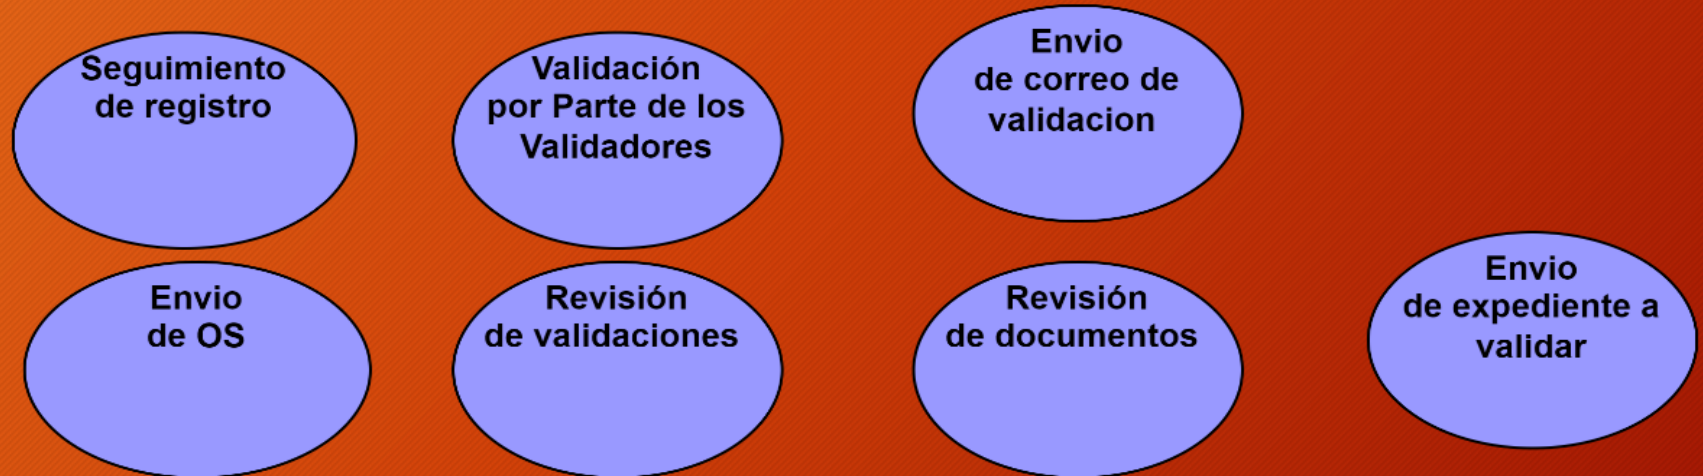 Seguimiento
de registro
Validación
por Parte de los
Validadores
Envio
de correo de
validacion
Envio
de OS
Revisión
de validaciones
Revisión
de documentos
Envio
de expediente a
validar